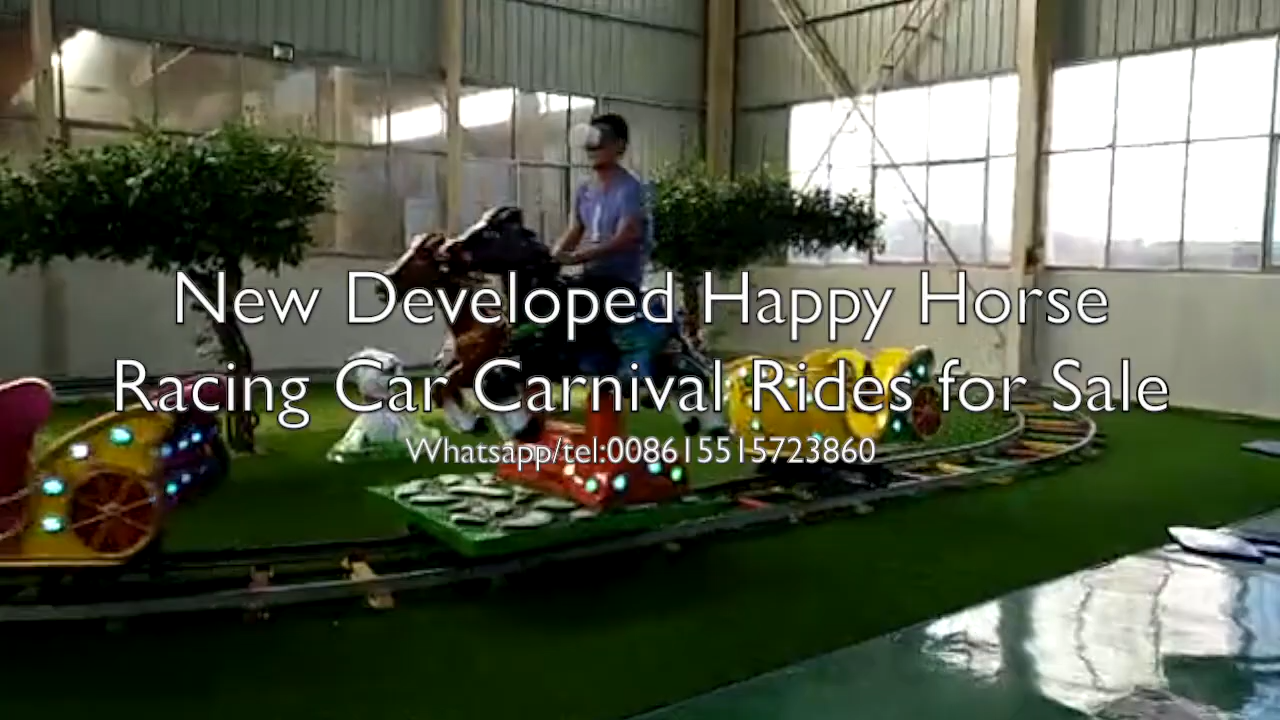 New Developed Happy Horse
Racing Car Carnival Rides for Sale
Whatsapp/tel:008615515723860